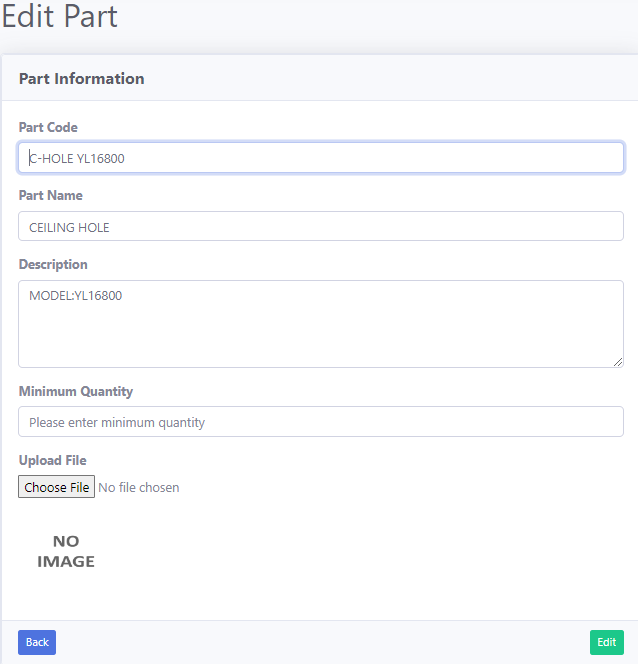 Edit Part
Part Information
Part Code
C-HOLE YL16800
Part Name
CEILING HOLE
Description
MODEL:YL16800
Minimum Quantity
Please enter minimum quantity
Upload File
Choose File No file chosen
NO
IMAGE
Back Edit